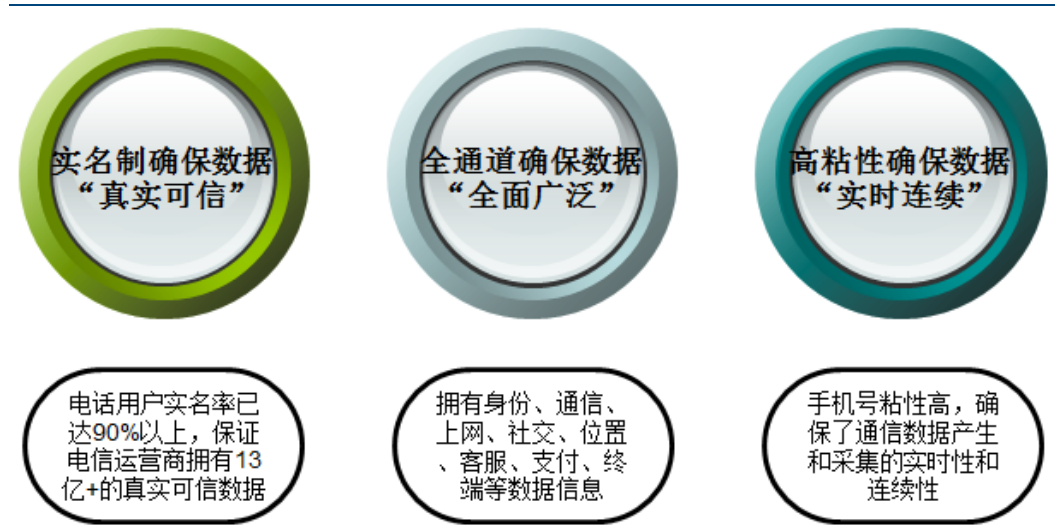 实名制确保数据
“真实可信”
全通道确保数据
“全面广泛”
高粘性确保数据
“实时连续”
电话用户实名率已
达90%以上，保证
电信运营商拥有13
亿+的真实可信数据
拥有身份、通信、
上网、社交、位置
、客服、支付、终
端等数据信息
手机号粘性高，确
保了通信数据产生
和采集的实时性和
连续性